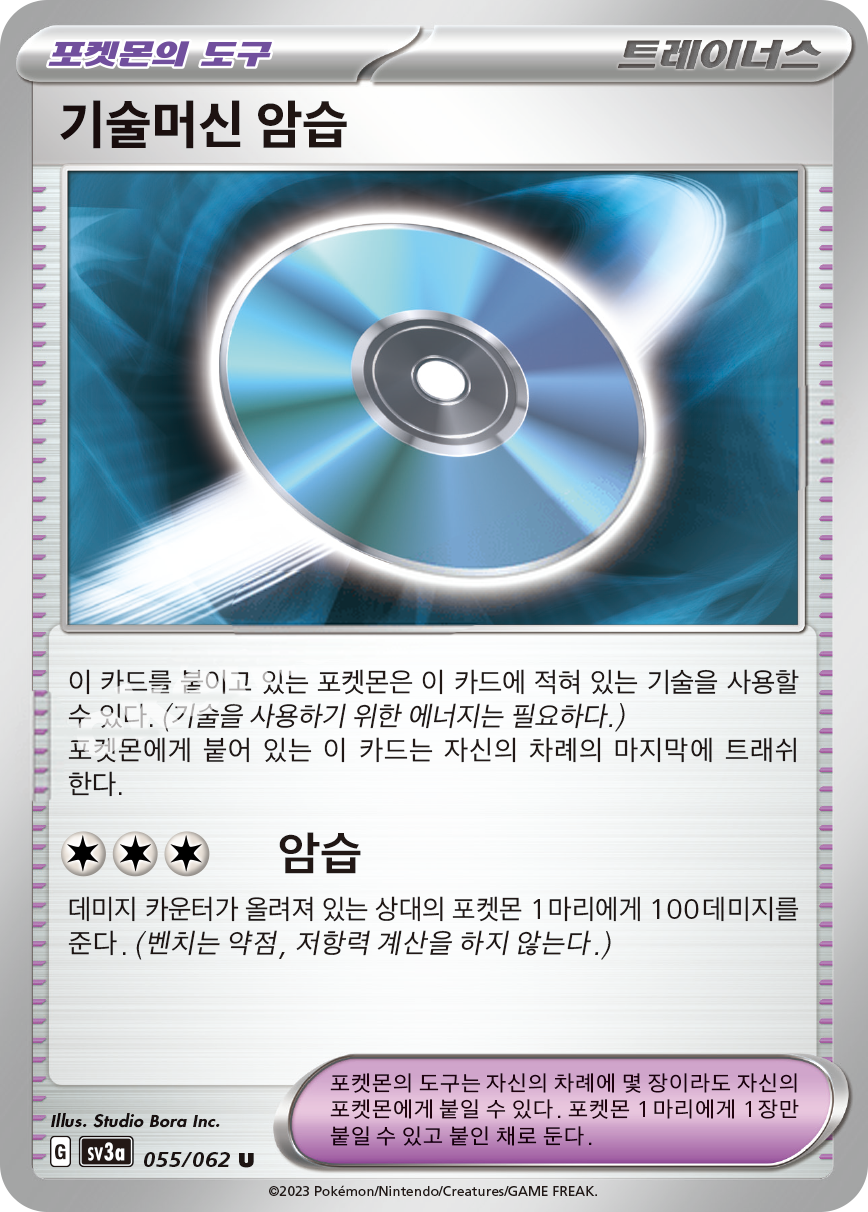 포켓몬의 도구
트레이너스
기술머신 암습
이 카드를 붙이고 있는 포켓몬은 이 카드에 적혀 있는 기술을 사용할
수 있다. (기술을 사용하기 위한 에너지는 필요하다.)
포켓몬에게 붙어 있는 이 카드는 자신의 차례의 마지막에 트래쉬
한다.
암습
데미지 카운터가 올려져 있는 상대의 포켓몬 1마리에게 100데미지를
준다. (벤치는 약점, 저항력 계산을 하지 않는다.)
포켓몬의 도구는 자신의 차례에 몇 장이라도 자신의
포켓몬에게 붙일 수 있다. 포켓몬 1마리에게 1장만
붙일 수 있고 붙인 채로 둔다.
Illus. Studio Bora Inc.
G sv3a 055/062 U
©2023 Pokémon/Nintendo/Creatures/GAME FREAK.